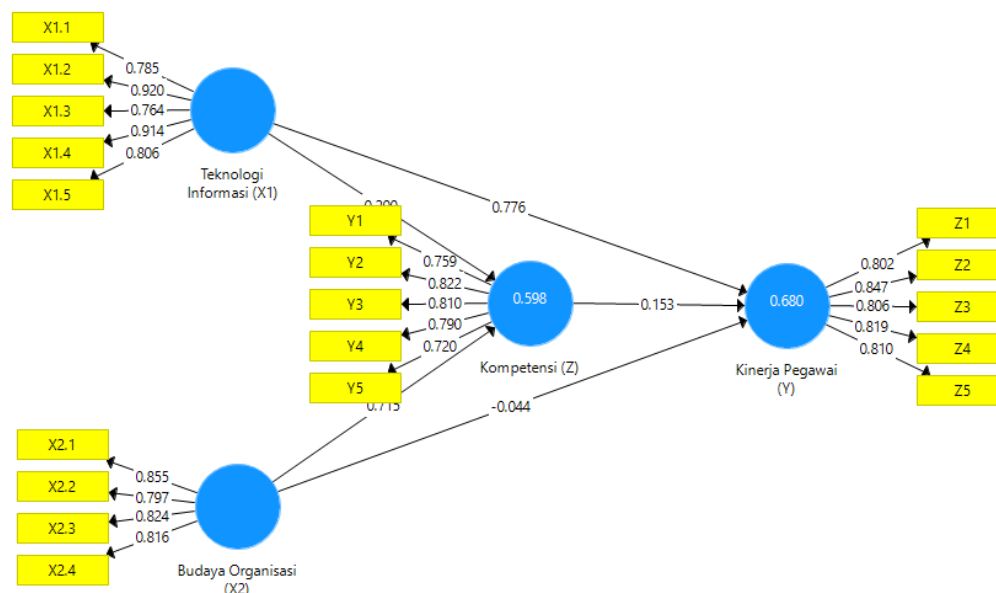 X1.1
X1.2
X1.3
X1.4
X1.5
0.785
0.920
0.764
0.914
0.806
Teknologi
Informasi (X1)
0.776
Y1
Y2
Y3
Y4
Y5
0.759
0.822
0.810
0.790
0.720
0.598
Kompetensi (Z)
0.153
0.680
Kinerja Pegawai
(Y)
0.802
0.847
0.806
0.819
0.810
Z1
Z2
Z3
Z4
Z5
0.715
-0.044
X2.1
X2.2
X2.3
X2.4
0.855
0.797
0.824
0.816
Budaya Organisasi
(X2)